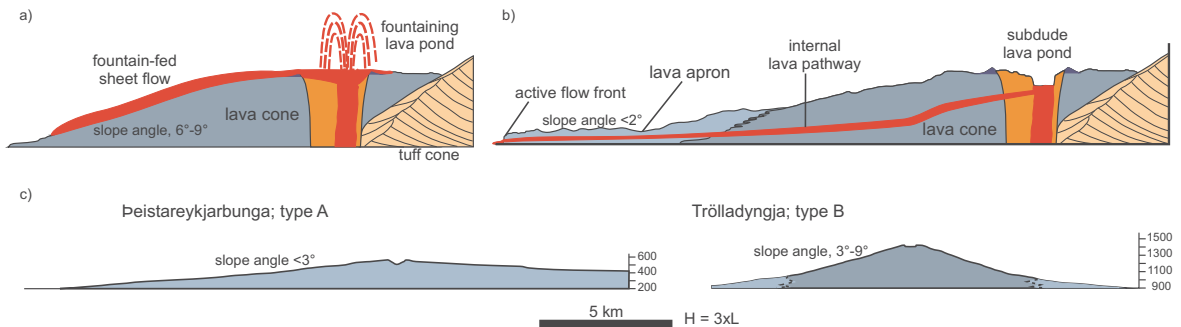 a)
fountaining
lava pond
fountain-fed
sheet flow
lava cone
slope angle, 6°-9°
tuff cone
b)
subdude
lava pond
internal
lava pathway
lava apron
active flow front
slope angle <2°
lava cone
c)
Þeistareykjarbunga; type A
slope angle <3°
600
400
200
Trölladyngja; type B
slope angle, 3°-9°
1500
1300
1100
900
5 km
H = 3xL